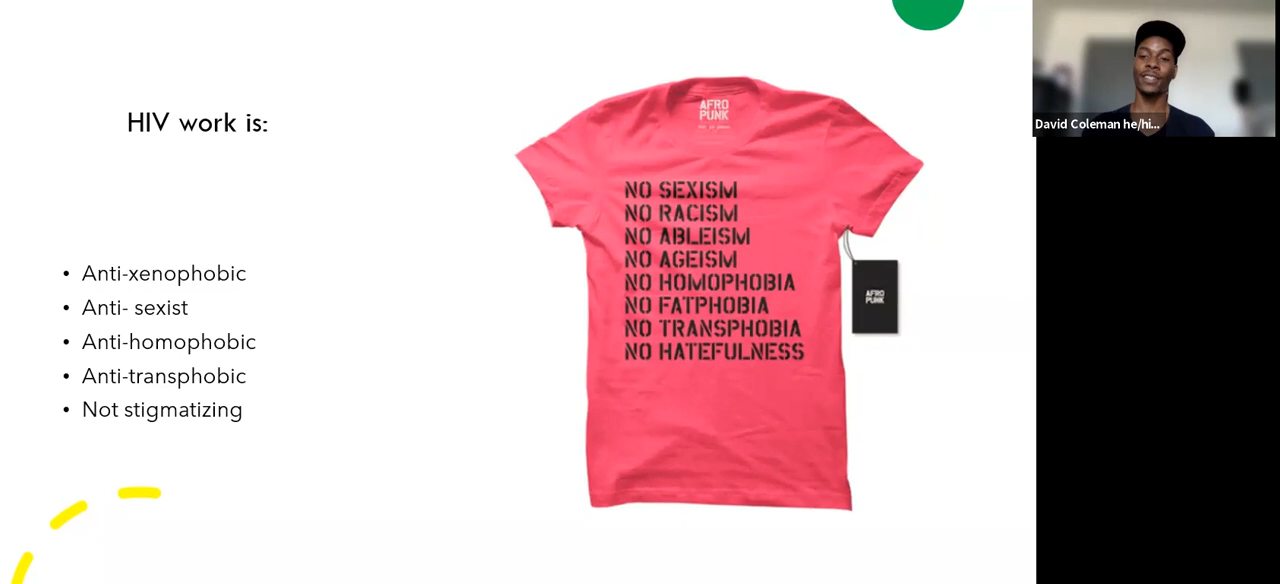 HIV work is:
• Anti-xenophobic
• Anti- sexist
• Anti-homophobic
• Anti-transphobic
• Not stigmatizing
AFRO
PUNK
NO SEXISM
NO RACISM
NO ABLEISM
NO AGEISM
NO HOMOPHOBIA
NO FATPHOBIA
NO TRANSPHOBIA
NO HATEFULNESS
AFRO
PUNK
David Coleman he/hi...